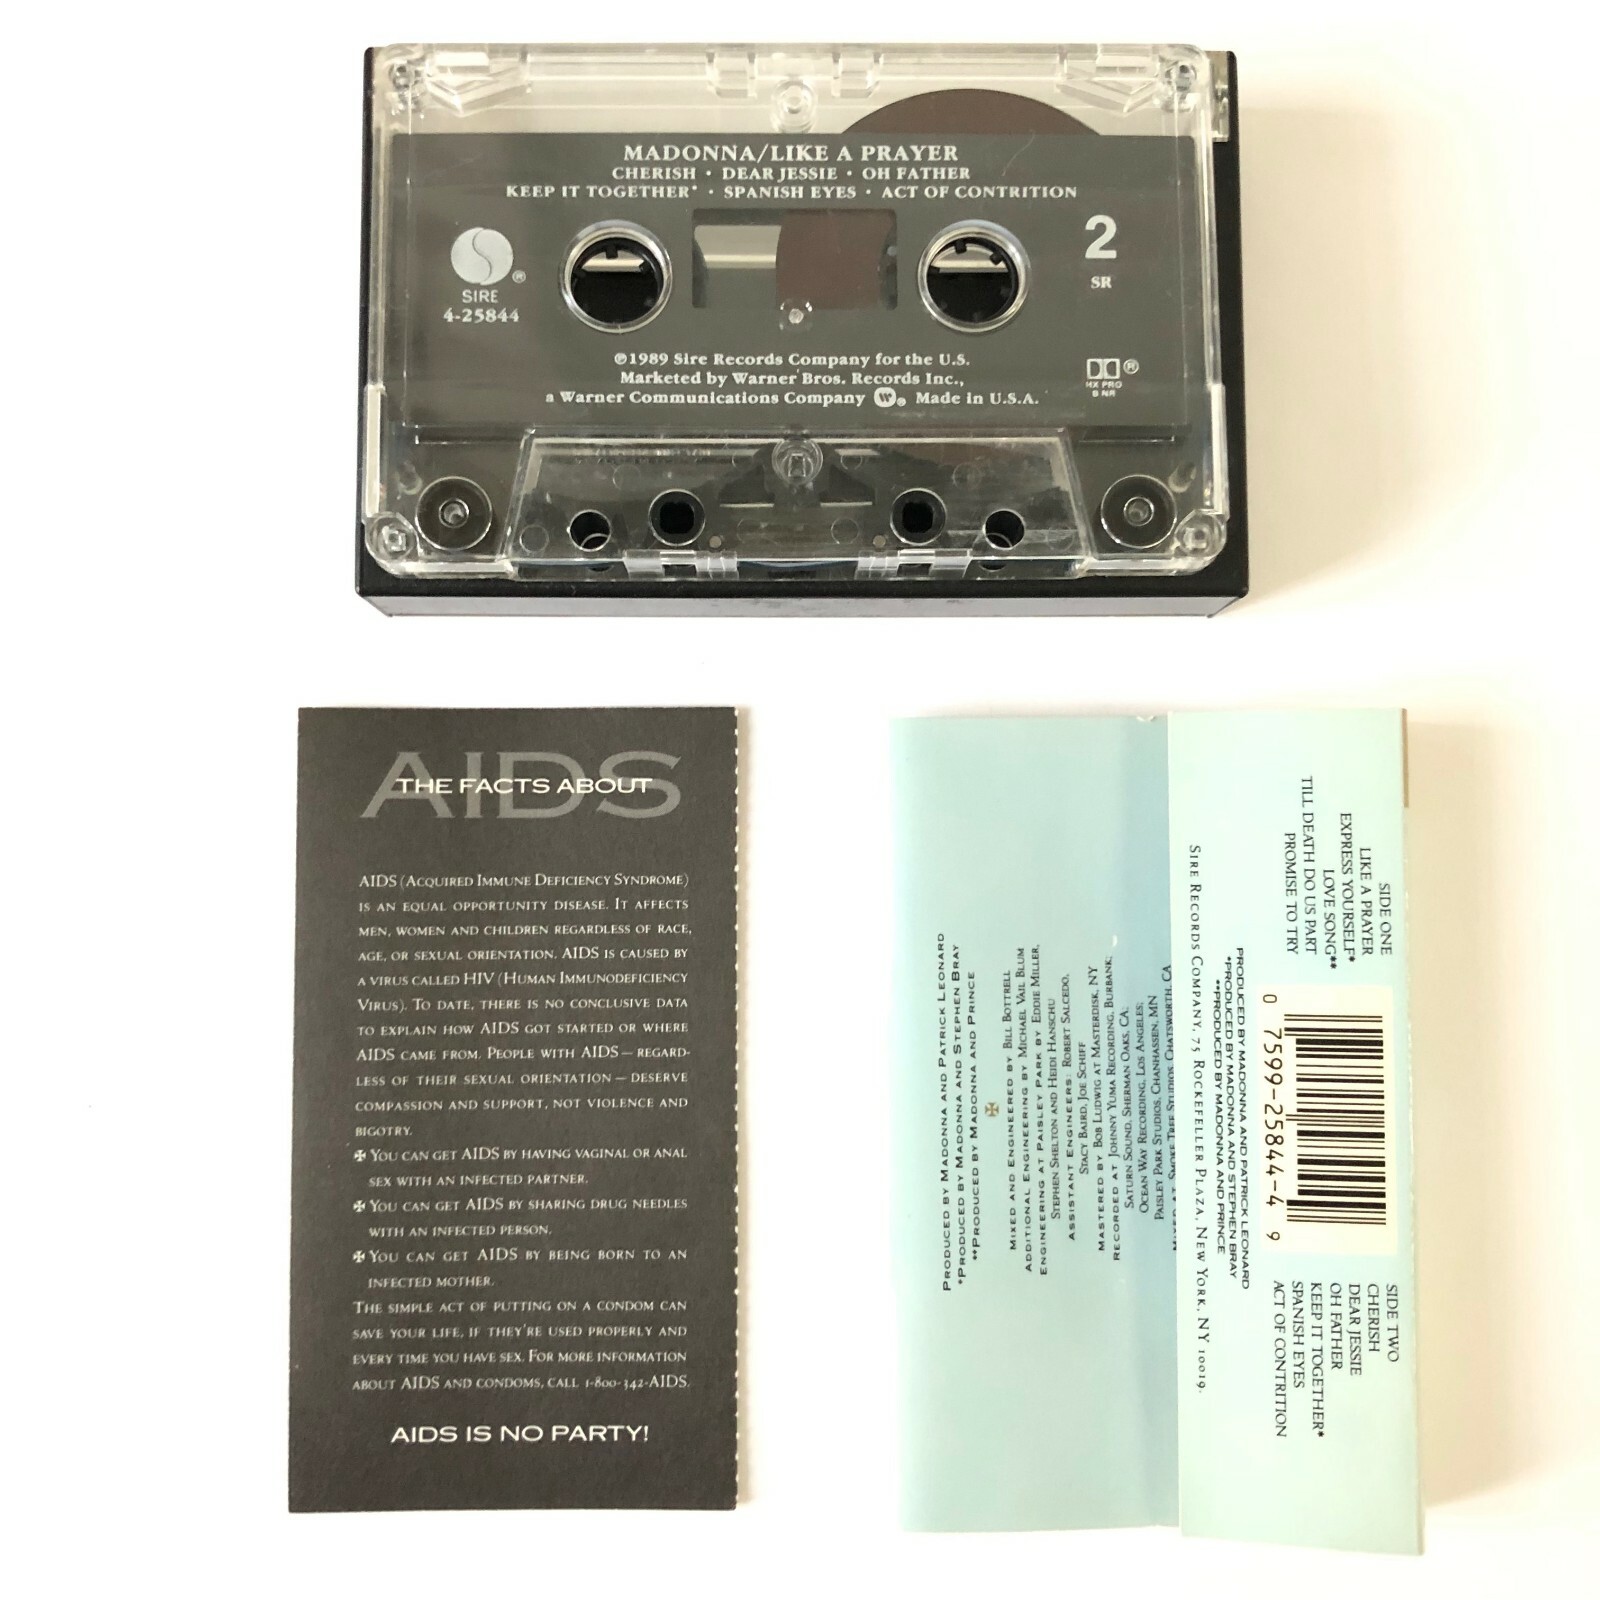 MADONNA/LIKE A PRAYER
CHERISH • DEAR JESSIE • OH FATHER
KEEP IT TOGETHER* • SPANISH EYES • ACT OF CONTRITION
2
SR
SIRE
®
4-25844
℗1989 Sire Records Company for the U.S.
Marketed by Warner Bros. Records Inc.,
a Warner Communications Company ® Made in U.S.A.
®
HX PRO
B NR
AIDS
THE FACTS ABOUT
AIDS (Acquired Immune Deficiency Syndrome)
is an equal opportunity disease. It affects
men, women and children regardless of race,
age, or sexual orientation. AIDS is caused by
a virus called HIV (Human Immunodeficiency
Virus). To date, there is no conclusive data
to explain how AIDS got started or where
AIDS came from. People with AIDS — regard-
less of their sexual orientation — deserve
compassion and support, not violence and
bigotry.
✠ You can get AIDS by having vaginal or anal
sex with an infected partner.
✠ You can get AIDS by sharing drug needles
with an infected person.
✠ You can get AIDS by being born to an
infected mother.
The simple act of putting on a condom can
save your life, if they're used properly and
every time you have sex. For more information
about AIDS and condoms, call 1-800-342-AIDS.
AIDS IS NO PARTY!
PRODUCED BY MADONNA AND PATRICK LEONARD
*PRODUCED BY MADONNA AND STEPHEN BRAY
**PRODUCED BY MADONNA AND PRINCE
MIXED AND ENGINEERED BY Bill Bottrell
ADDITIONAL ENGINEERING BY Michael Vail Blum
ENGINEERING AT PAISLEY PARK BY Eddie Miller,
Stephen Shelton and Heidi Hanschu
ASSISTANT ENGINEERS: Robert Salcedo,
Stacy Baird, Joe Schiff
MASTERED BY Bob Ludwig at Masterdisk, NY
RECORDED AT Johnny Yuma Recording, Burbank;
Saturn Sound, Sherman Oaks, CA;
Ocean Way Recording, Los Angeles;
Paisley Park Studios, Chanhassen, MN
MIXED AT Smoke Tree Studios, Chatsworth, CA
SIDE ONE
LIKE A PRAYER
EXPRESS YOURSELF*
LOVE SONG**
TILL DEATH DO US PART
PROMISE TO TRY
0 7599-25844-4 9
SIDE TWO
CHERISH
DEAR JESSIE
OH FATHER
KEEP IT TOGETHER*
SPANISH EYES
ACT OF CONTRITION
PRODUCED BY MADONNA AND PATRICK LEONARD
*PRODUCED BY MADONNA AND STEPHEN BRAY
**PRODUCED BY MADONNA AND PRINCE
Sire Records Company, 75 Rockefeller Plaza, New York, NY 10019.